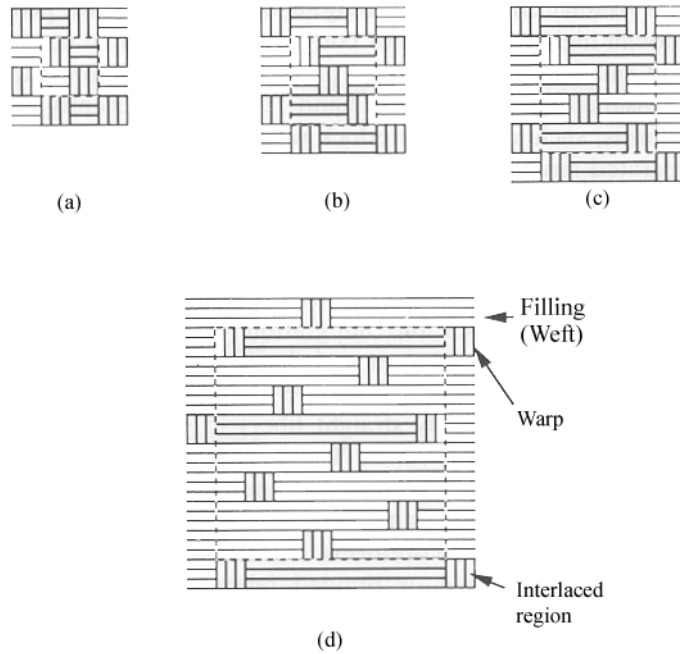 (a)
(b)
(c)
Filling
(Weft)
Warp
Interlaced
region
(d)